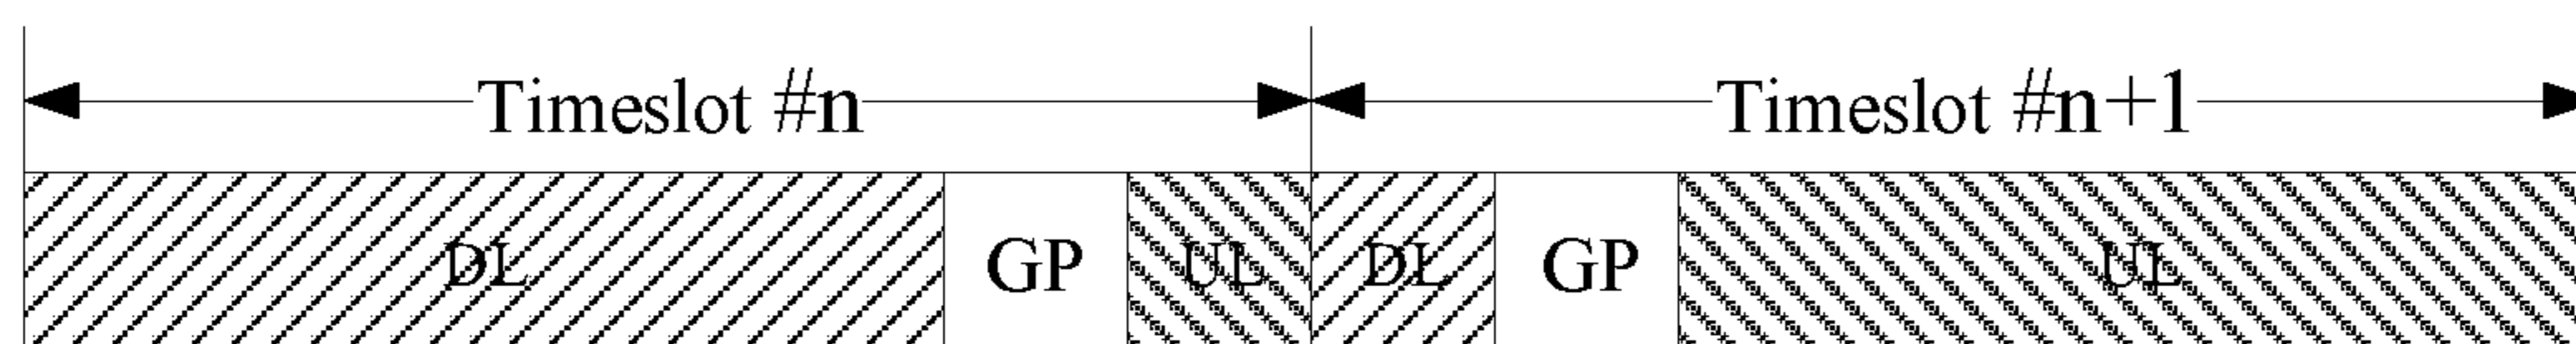 Timeslot #n Timeslot #n+1
DL GP UL DL GP UL